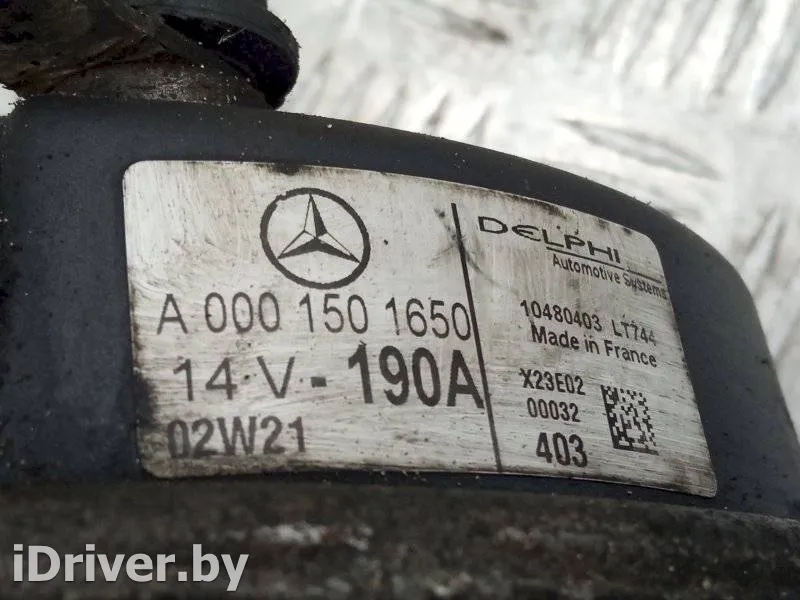 A 000 150 1650
14 V - 190A
02W21
DELPHI
Automotive Systems
10480403 LT744
Made in France
X23E02
00032
403
iDriver.by